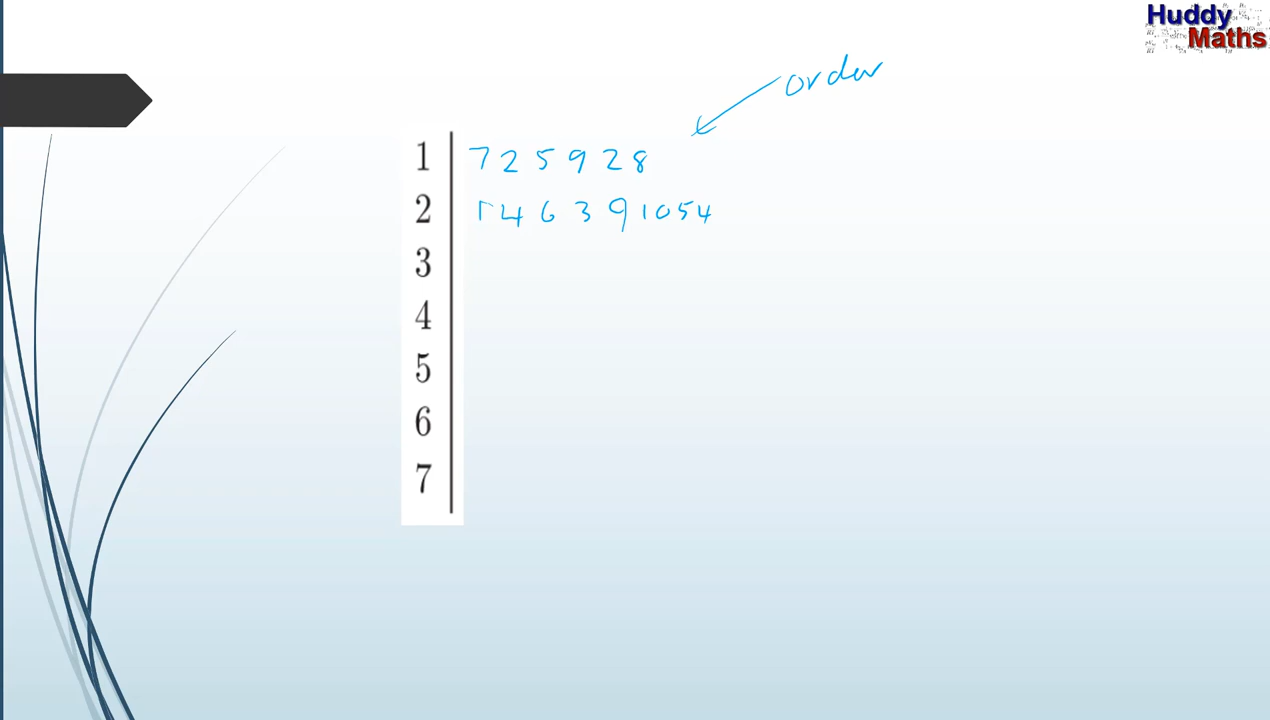 Huddy
Maths
order
1 7 2 5 9 2 8
2 1 4 6 3 9 1 0 5 4
3
4
5
6
7